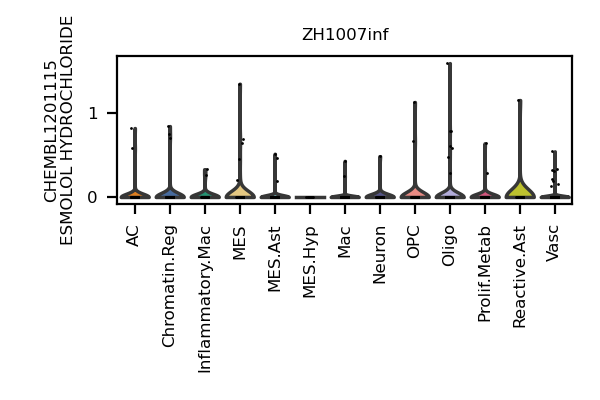 ZH1007inf
CHEMBL1201115
ESMOLOL HYDROCHLORIDE
1
0
AC
Chromatin.Reg
Inflammatory.Mac
MES
MES.Ast
MES.Hyp
Mac
Neuron
OPC
Oligo
Prolif.Metab
Reactive.Ast
Vasc